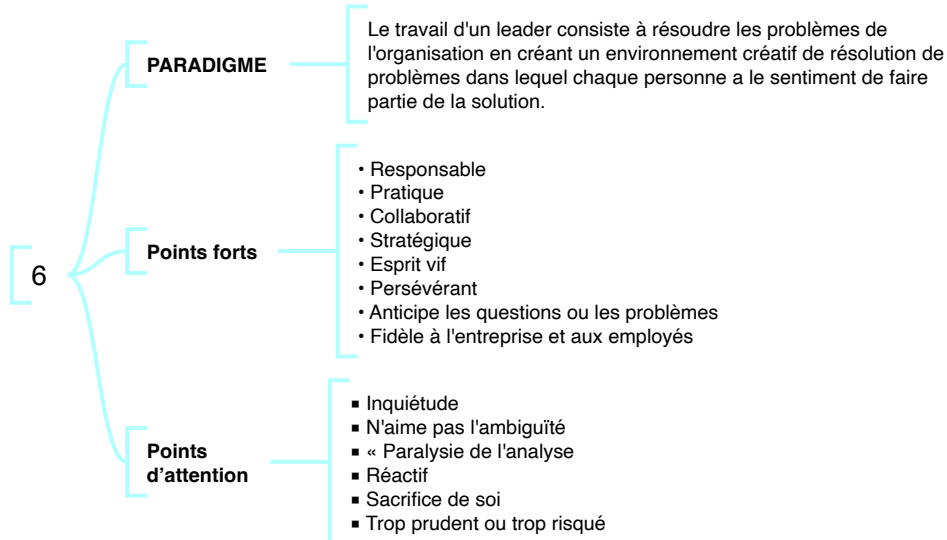 6
PARADIGME
Le travail d'un leader consiste à résoudre les problèmes de
l'organisation en créant un environnement créatif de résolution de
problèmes dans lequel chaque personne a le sentiment de faire
partie de la solution.
Points forts
• Responsable
• Pratique
• Collaboratif
• Stratégique
• Esprit vif
• Persévérant
• Anticipe les questions ou les problèmes
• Fidèle à l'entreprise et aux employés
Points
d’attention
▪ Inquiétude
▪ N'aime pas l'ambiguïté
▪ « Paralysie de l'analyse
▪ Réactif
▪ Sacrifice de soi
▪ Trop prudent ou trop risqué